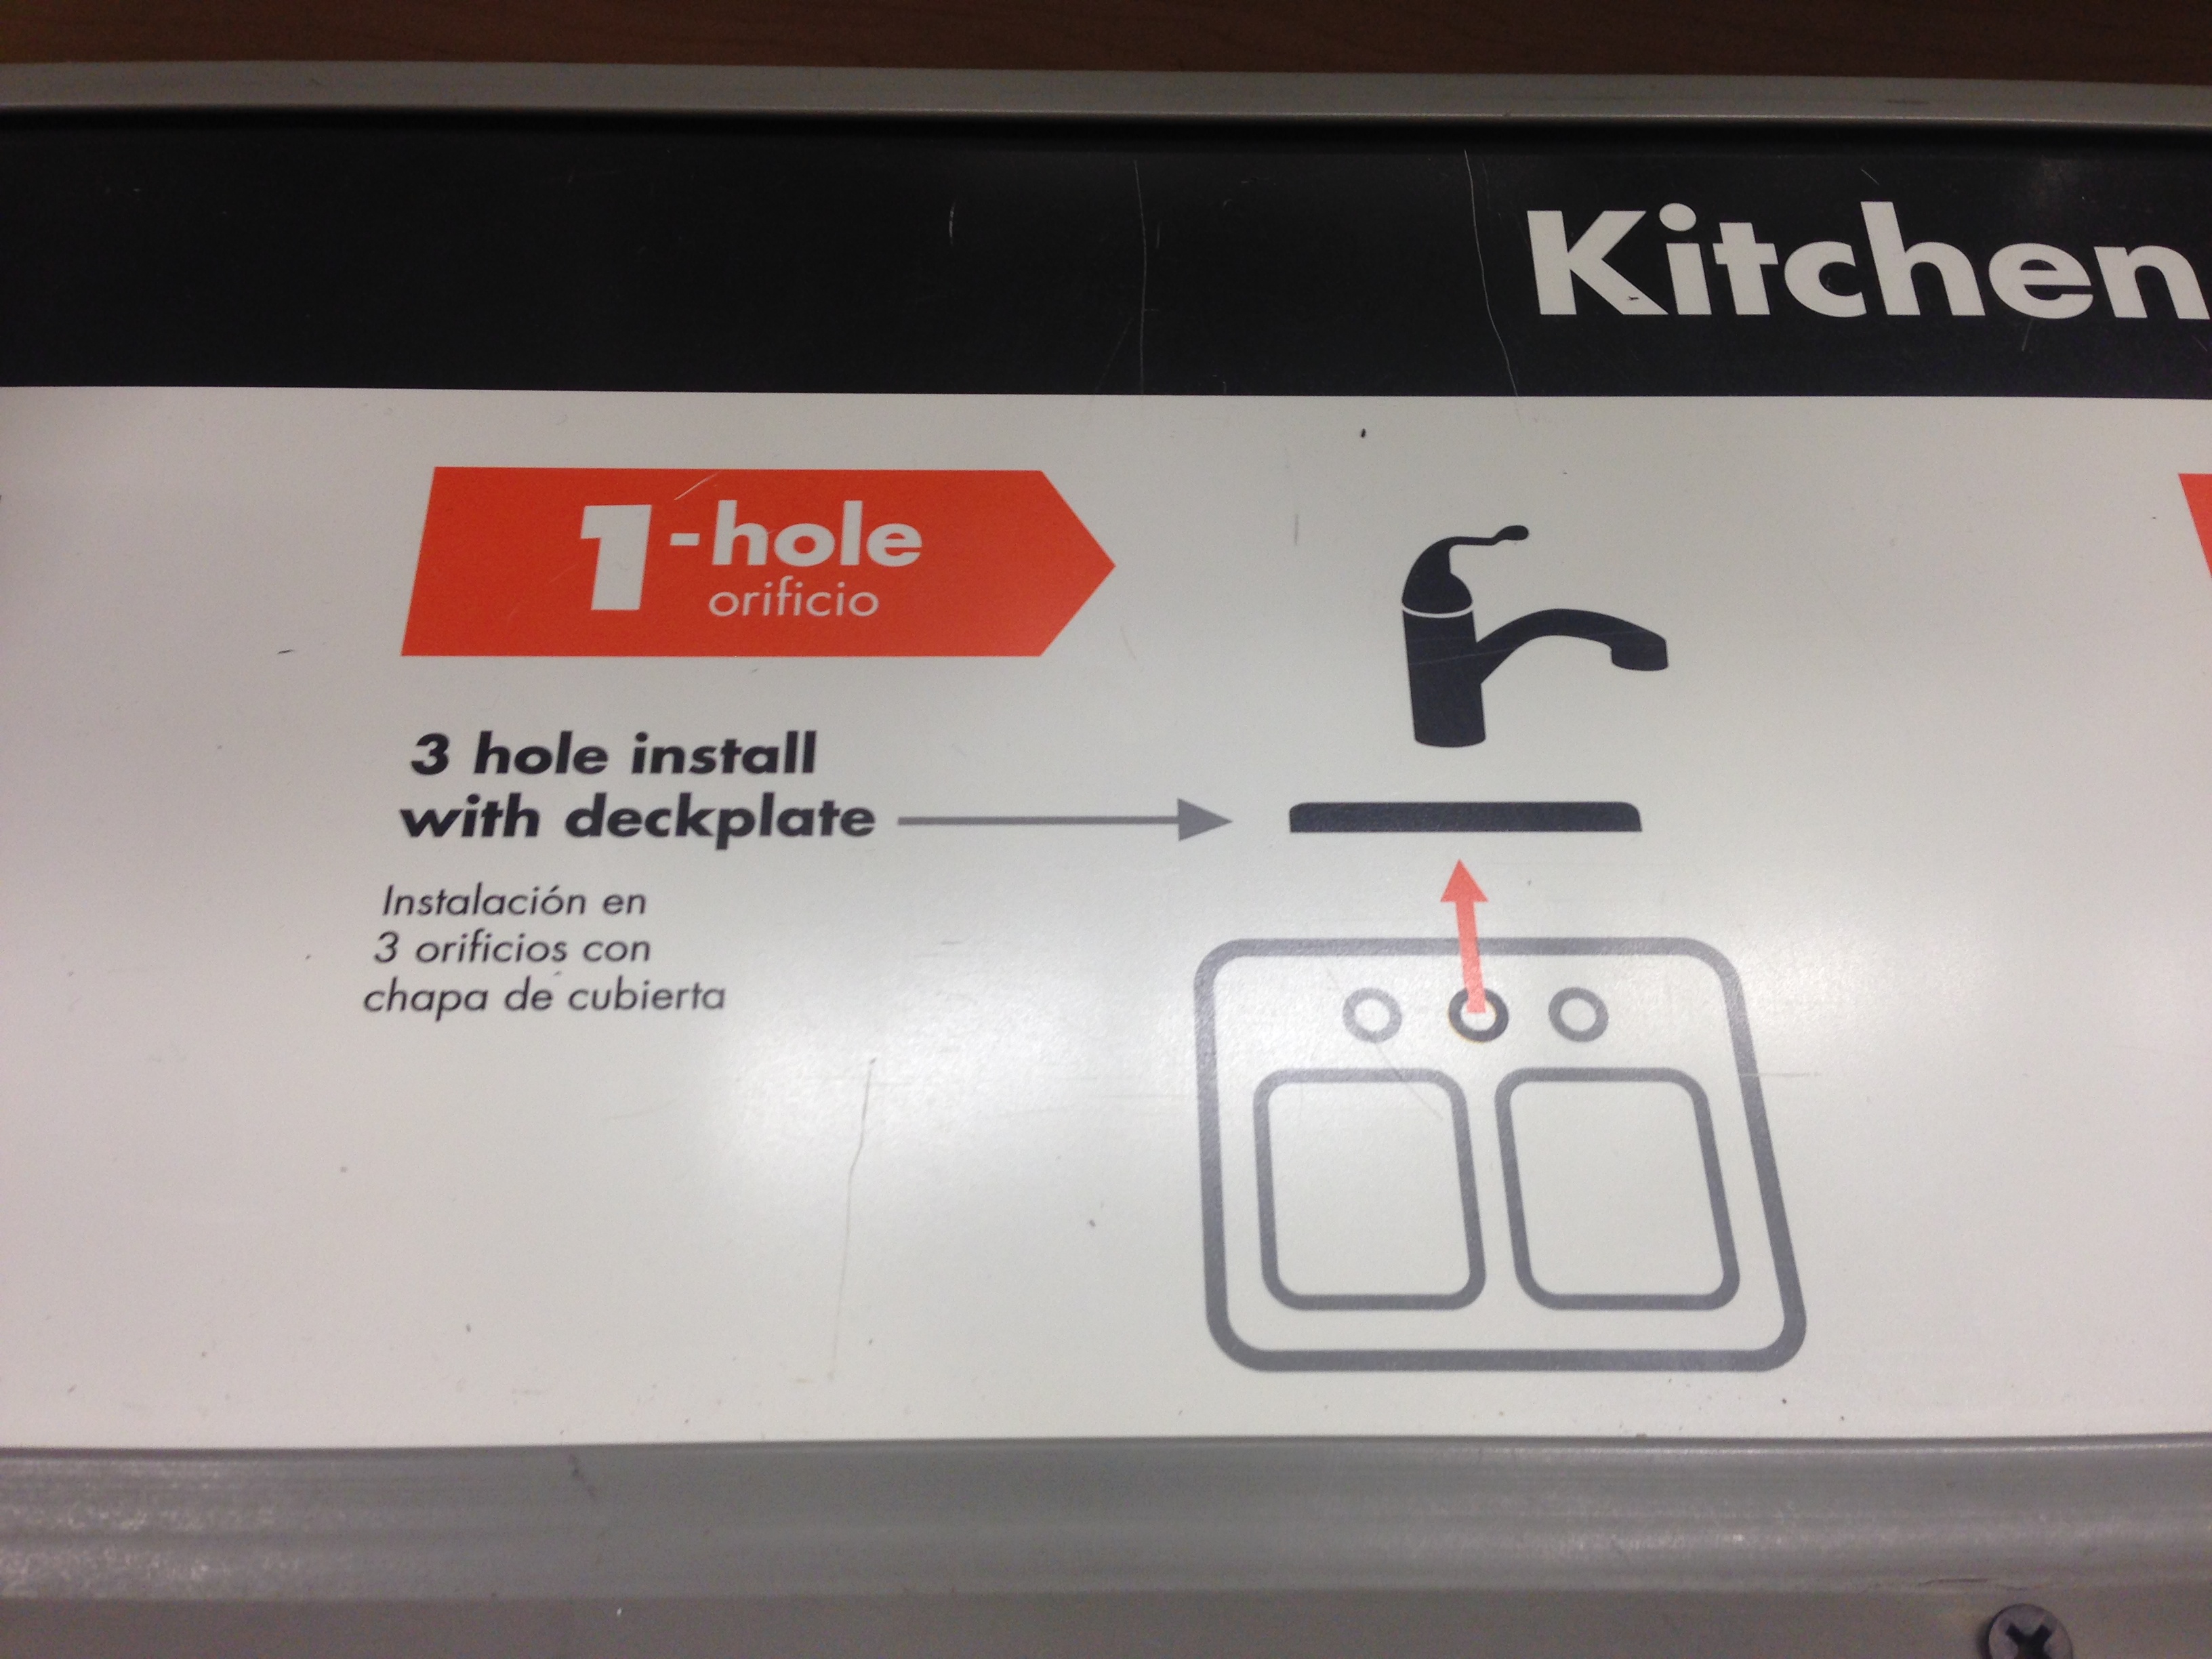 Kitchen
1-hole
orificio
3 hole install
with deckplate
Instalación en
3 orificios con
chapa de cubierta